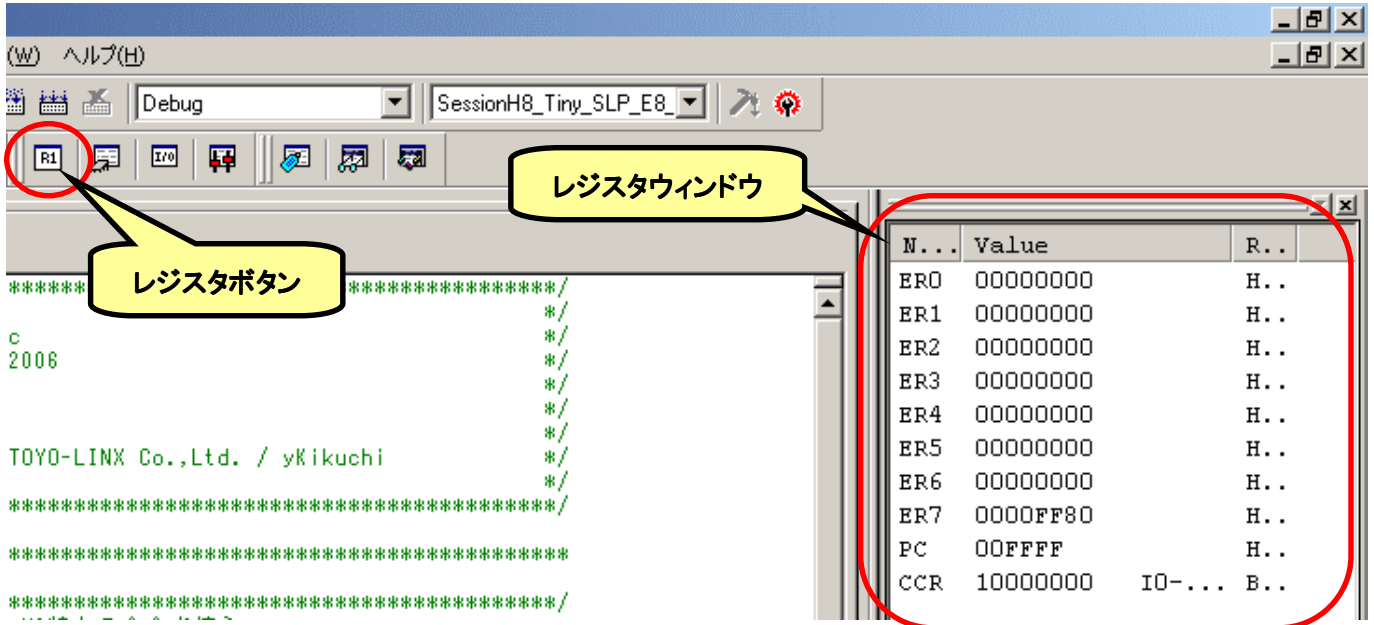 (W) ヘルプ(H)
Debug
SessionH8_Tiny_SLP_E8_
R1
I/O
レジスタウィンドウ
レジスタボタン
N... Value R..
ER0 00000000 H..
ER1 00000000 H..
ER2 00000000 H..
ER3 00000000 H..
ER4 00000000 H..
ER5 00000000 H..
ER6 00000000 H..
ER7 0000FF80 H..
PC 00FFFF H..
CCR 10000000 IO-... B..
****** ************************/
*/
c */
2006 */
*/
*/
*/
TOYO-LINX Co.,Ltd. / yKikuchi */
*/
*******************************************/
********************************************
*******************************************/